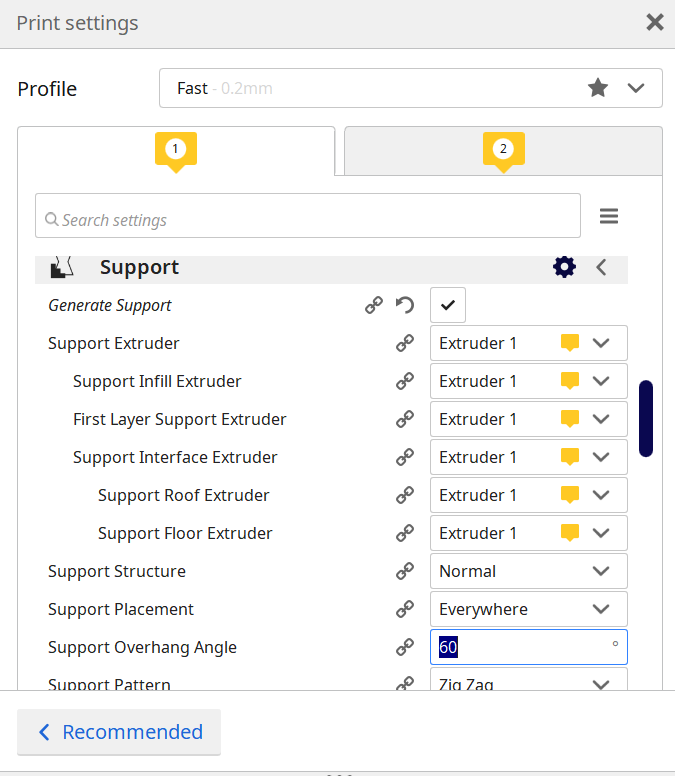 Print settings
Profile
Fast - 0.2mm
1
2
Search settings
Support
Generate Support
Support Extruder Extruder 1
Support Infill Extruder Extruder 1
First Layer Support Extruder Extruder 1
Support Interface Extruder Extruder 1
Support Roof Extruder Extruder 1
Support Floor Extruder Extruder 1
Support Structure Normal
Support Placement Everywhere
Support Overhang Angle 60 °
Support Pattern Zig Zag
Recommended